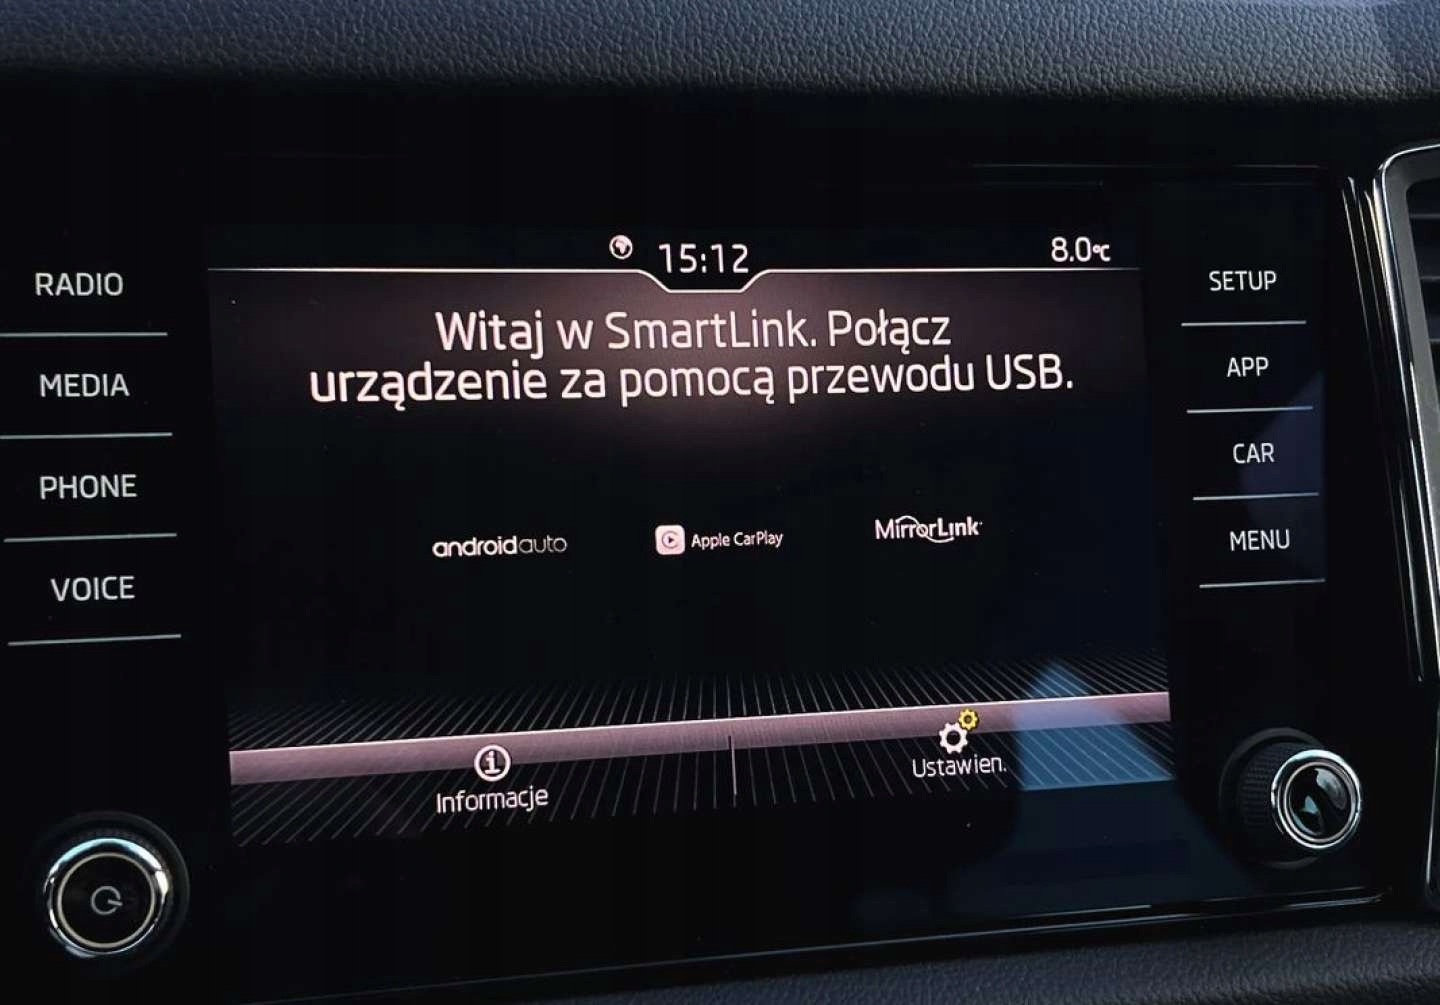 15:12
8.0°C
RADIO
MEDIA
PHONE
VOICE
Witaj w SmartLink. Połącz
urządzenie za pomocą przewodu USB.
androidauto
Apple CarPlay
MirrorLink
Informacje
Ustawien.
SETUP
APP
CAR
MENU